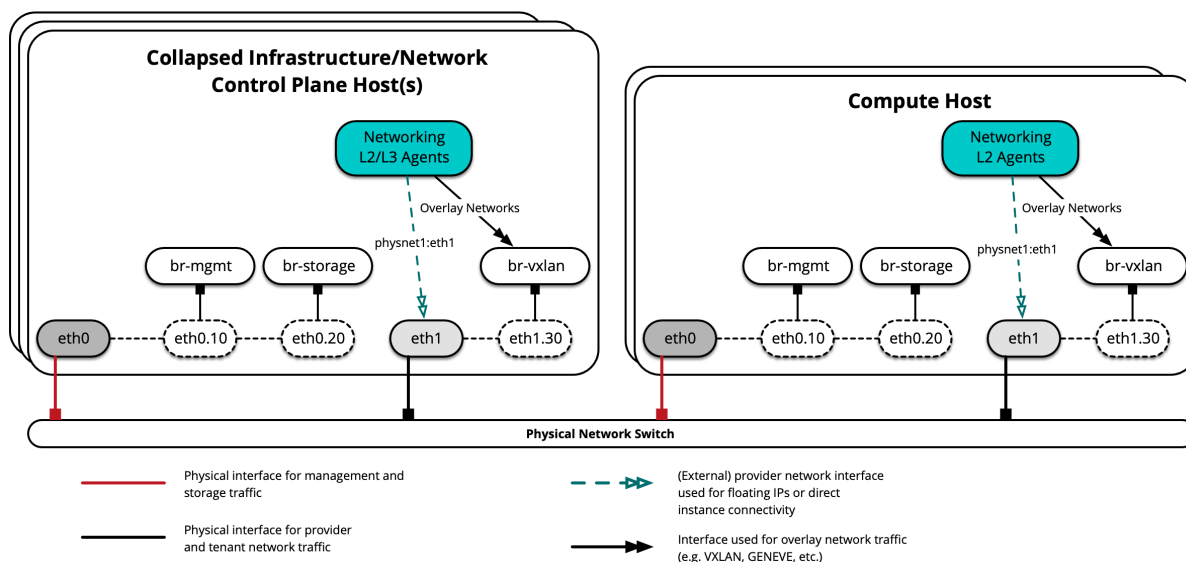 Collapsed Infrastructure/Network
Control Plane Host(s)
Networking
L2/L3 Agents
Overlay Networks
physnet1:eth1
br-mgmt
br-storage
br-vxlan
eth0
eth0.10
eth0.20
eth1
eth1.30
Compute Host
Networking
L2 Agents
Overlay Networks
physnet1:eth1
br-mgmt
br-storage
br-vxlan
eth0
eth0.10
eth0.20
eth1
eth1.30
Physical Network Switch
Physical interface for management and
storage traffic
Physical interface for provider
and tenant network traffic
(External) provider network interface
used for floating IPs or direct
instance connectivity
Interface used for overlay network traffic
(e.g. VXLAN, GENEVE, etc.)